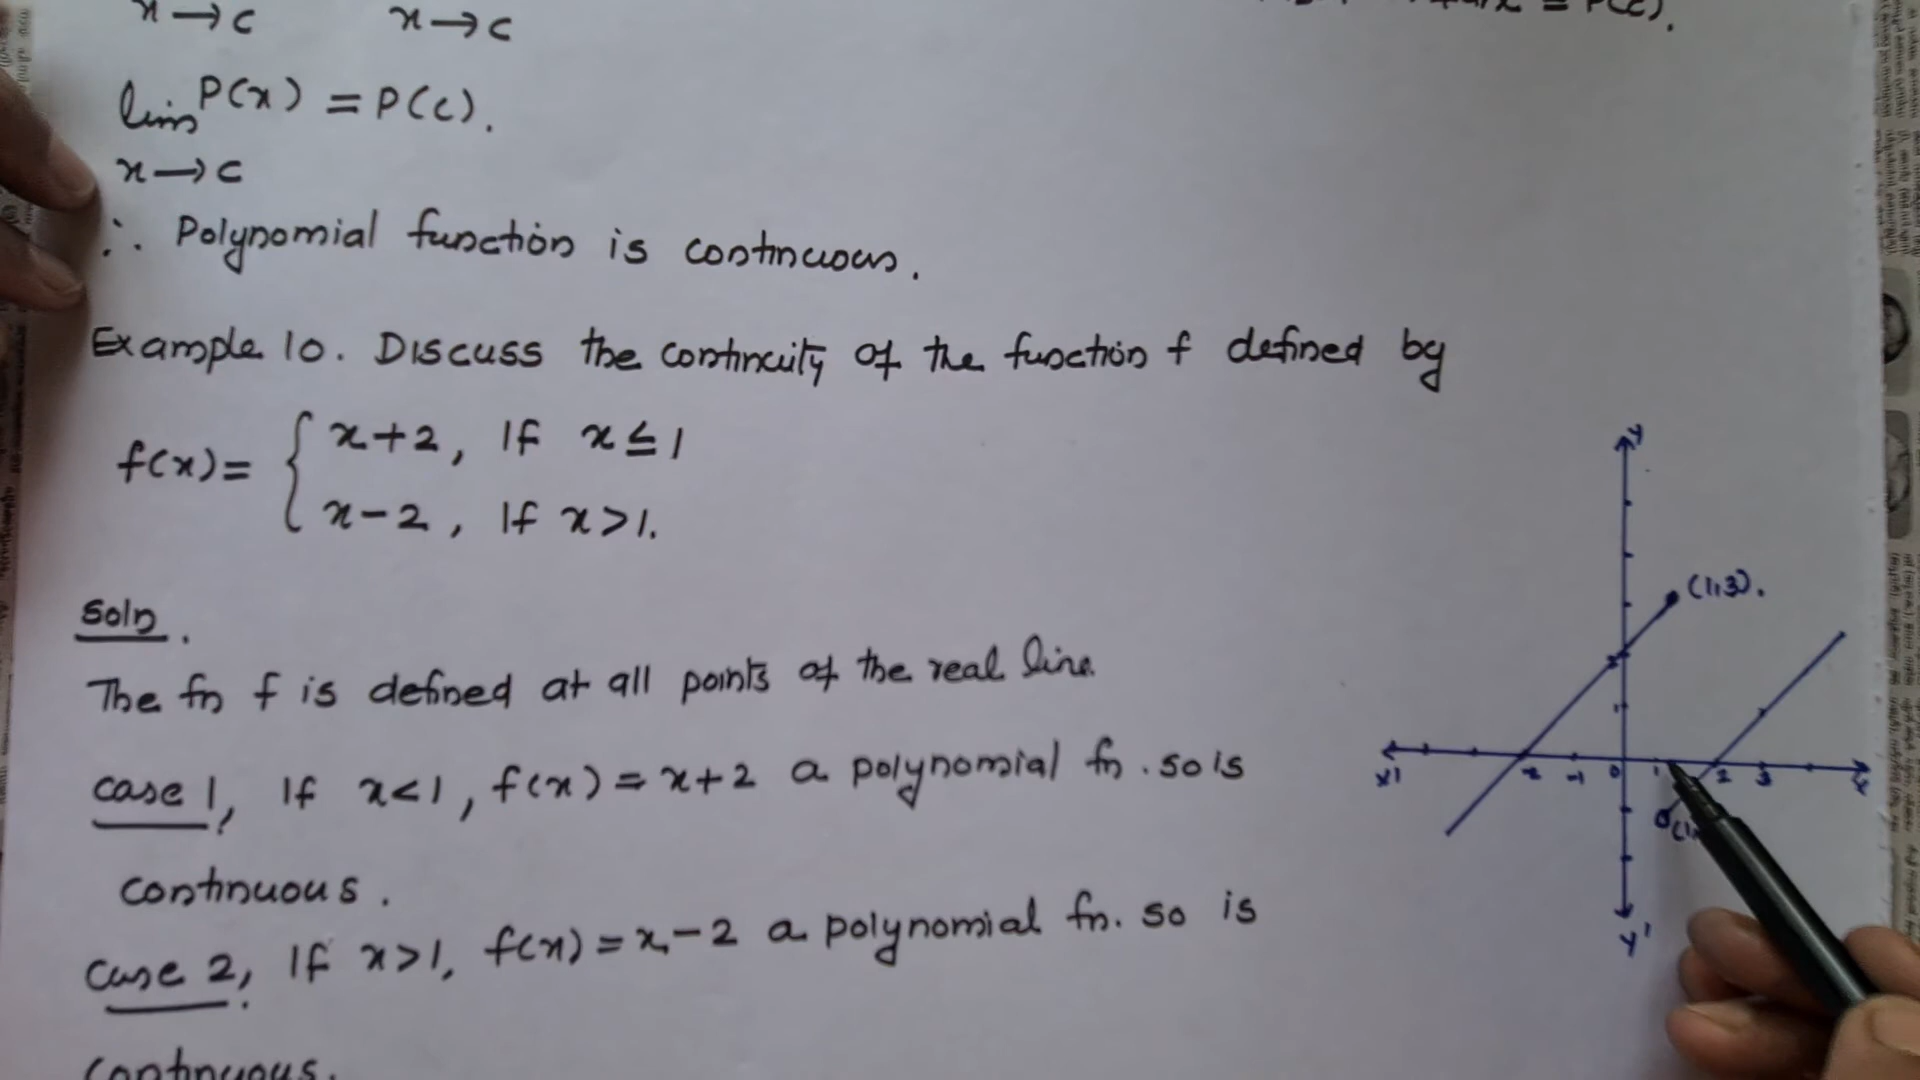 x→c x→c = P(c).
lim P(x) = P(c).
x→c
∴ Polynomial function is continuous.
Example 10. Discuss the continuity of the function f defined by
f(x)= { x+2, If x≤1
x-2, If x>1.
Soln.
The fn f is defined at all points of the real line.
case 1, If x<1, f(x)=x+2 a polynomial fn. so is
continuous.
case 2, If x>1, f(x)=x-2 a polynomial fn. so is
continuous.
Y
(1,3).
2
1
X' -2 -1 0 1 2 3 X
Y'